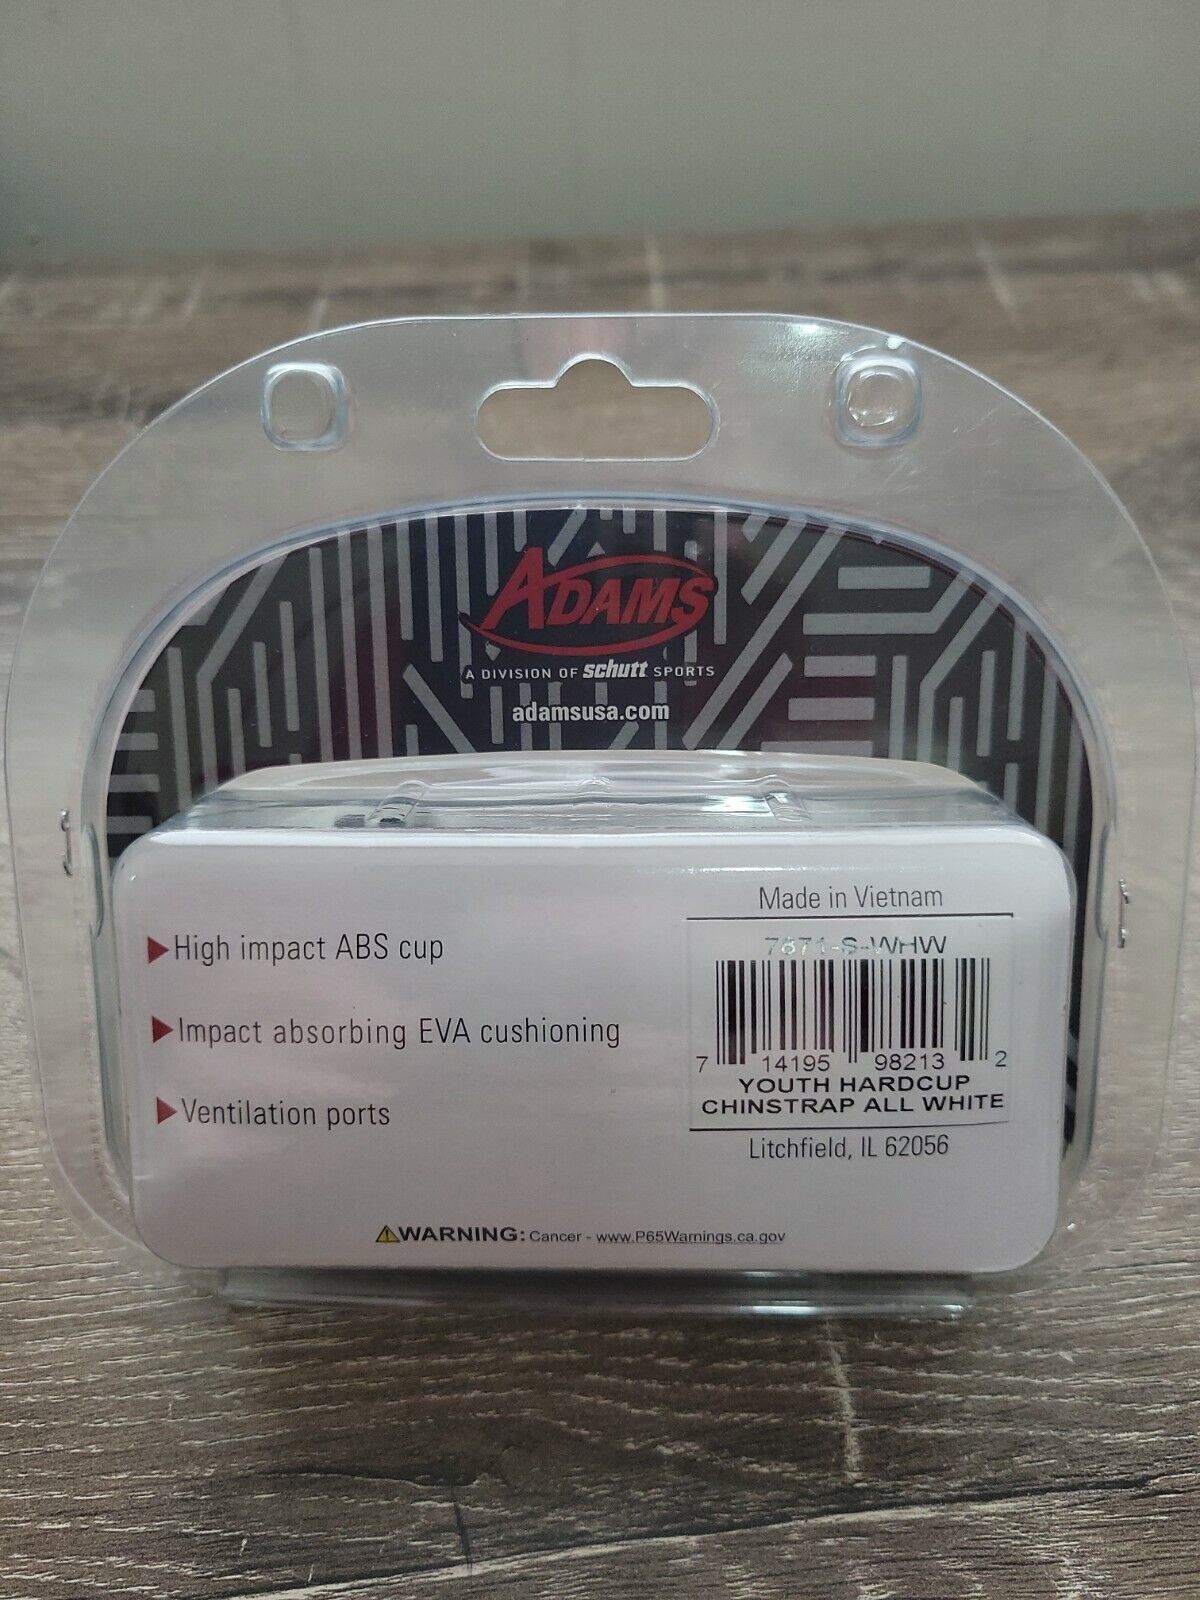 ADAMS
A DIVISION OF schutt SPORTS
adamsusa.com
Made in Vietnam
High impact ABS cup
Impact absorbing EVA cushioning
Ventilation ports
7 14195 98213 2
YOUTH HARDCUP
CHINSTRAP ALL WHITE
Litchfield, IL 62056
WARNING: Cancer - www.P65Warnings.ca.gov